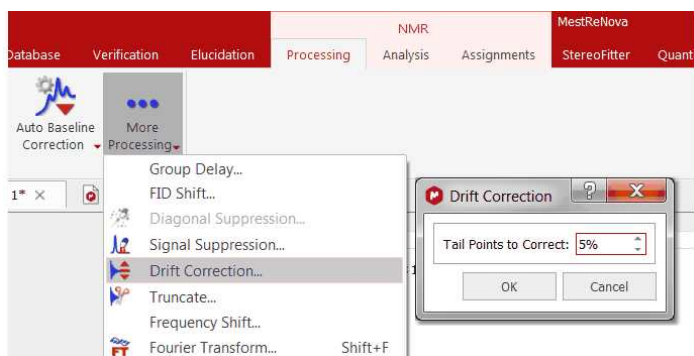 NMR
MestReNova
Database Verification Elucidation Processing Analysis Assignments StereoFitter Quant
Auto Baseline Correction
More Processing
1*
Group Delay...
FID Shift...
Diagonal Suppression...
Signal Suppression...
Drift Correction...
Truncate...
Frequency Shift...
Fourier Transform... Shift+F
Drift Correction
Tail Points to Correct: 5%
OK Cancel